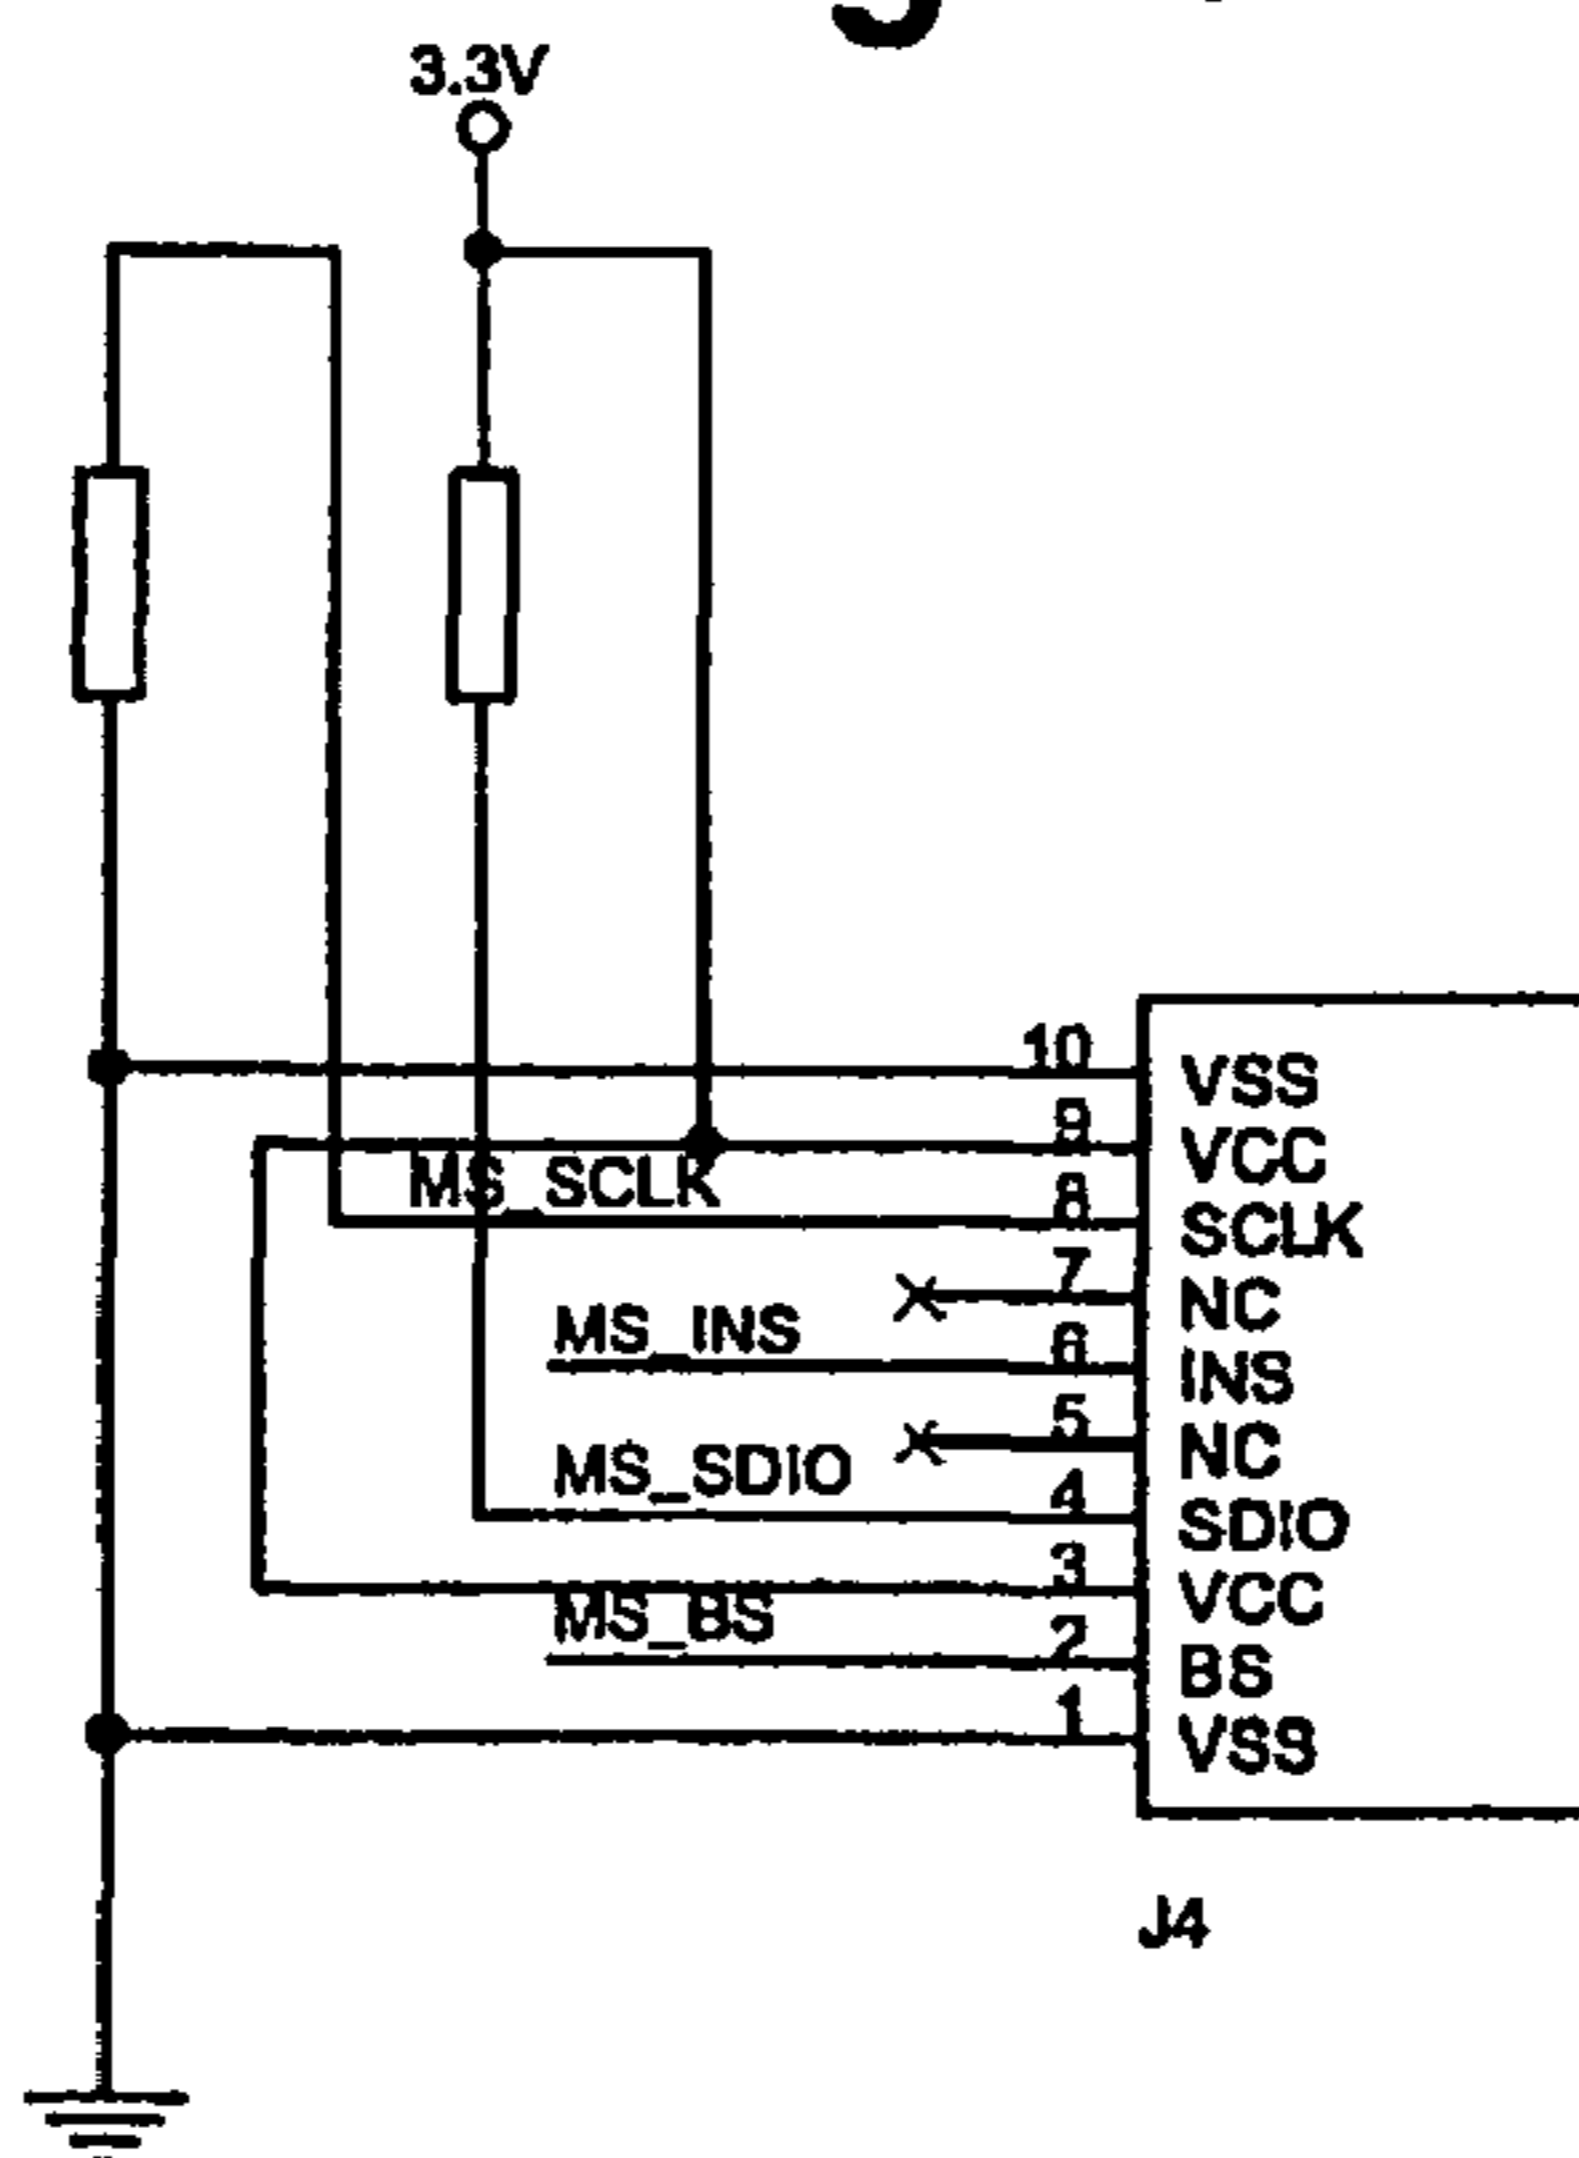 3.3V
10 VSS
9 VCC
MS_SCLK 8 SCLK
7 NC
MS_INS 6 INS
5 NC
MS_SDIO 4 SDIO
3 VCC
MS_BS 2 BS
1 VSS
J4